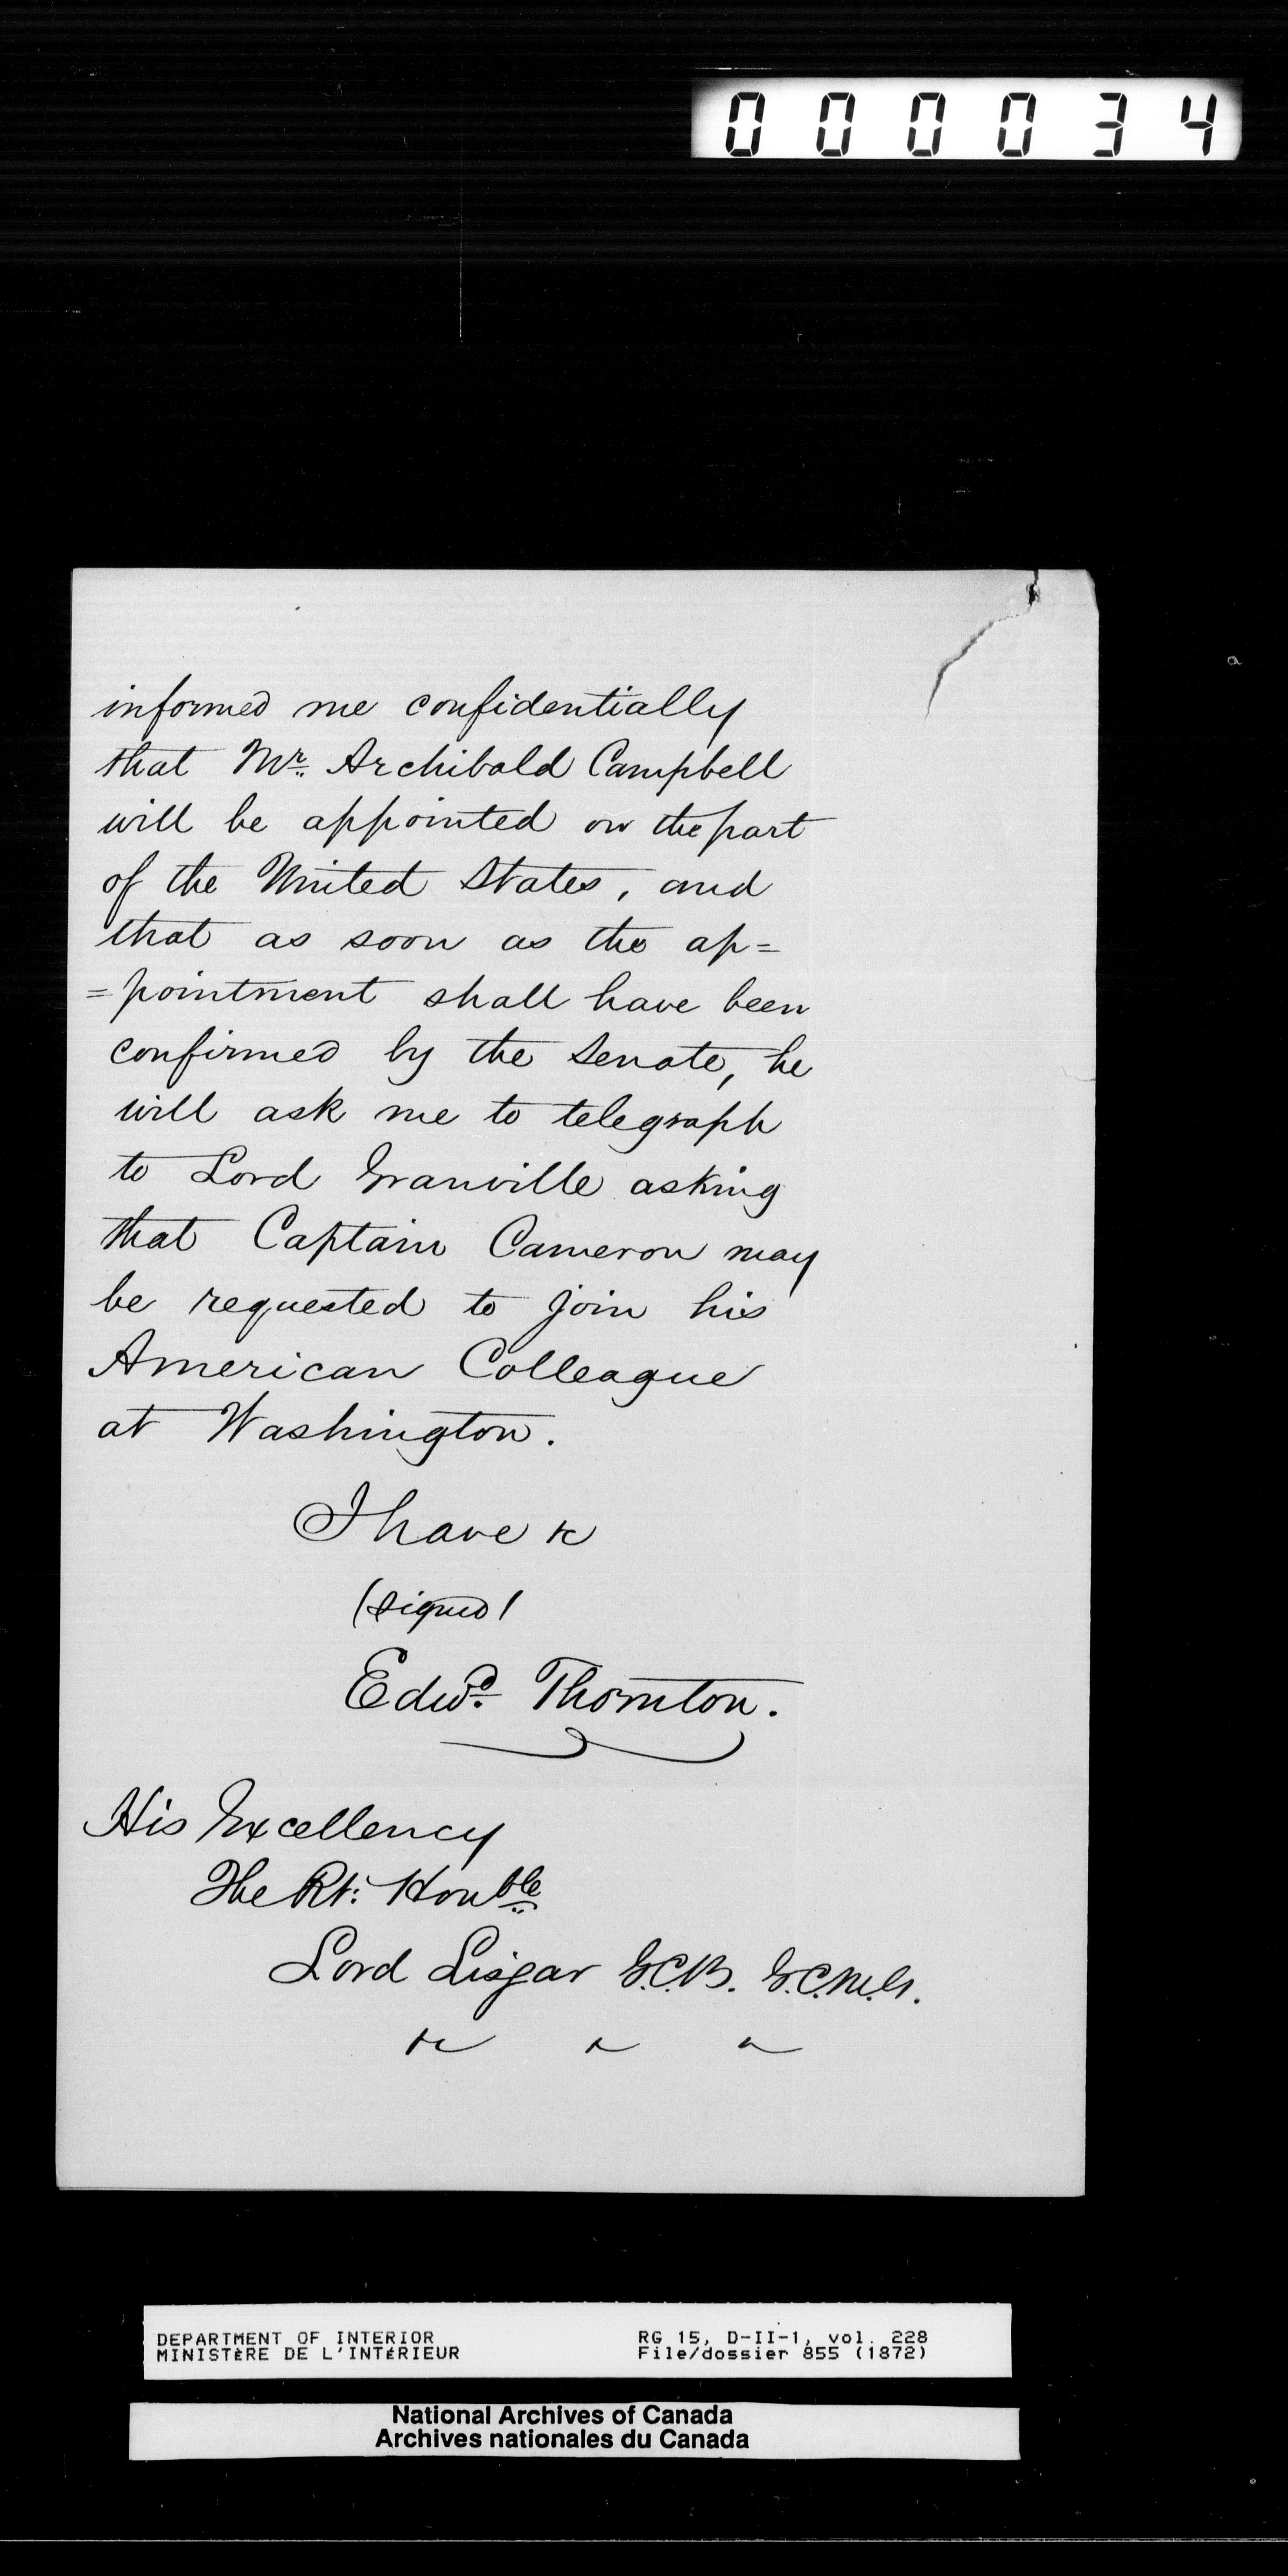 000034
informed me confidentially
that Mr. Archibald Campbell
will be appointed on the part
of the United States, and
that as soon as the ap=
=pointment shall have been
confirmed by the Senate, he
will ask me to telegraph
to Lord Granville asking
that Captain Cameron may
be requested to join his
American Colleague
at Washington.
I have &c
(signed)
Edwd. Thornton.
His Excellency
The Rt: Honble
Lord Lisgar G.C.B. G.C.M.G.
&c & &
DEPARTMENT OF INTERIOR
MINISTÈRE DE L'INTÉRIEUR
RG 15, D-II-1, vol. 228
File/dossier 855 (1872)
National Archives of Canada
Archives nationales du Canada